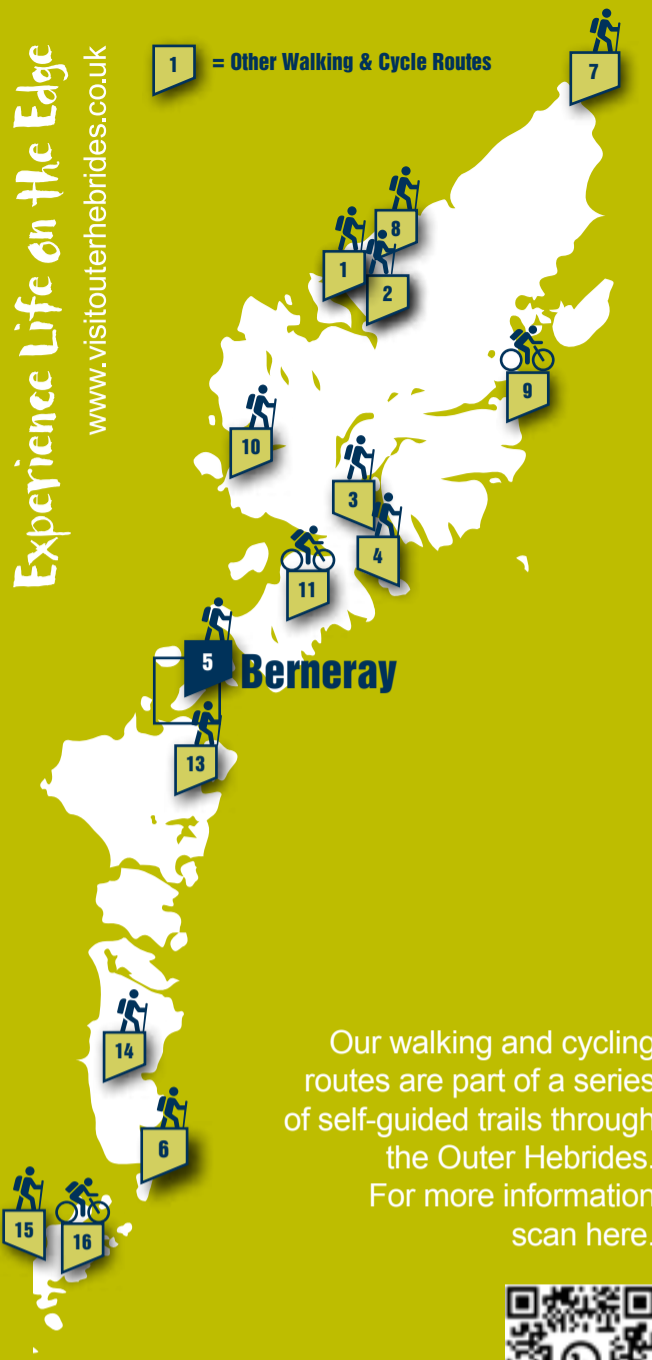 Experience Life on the Edge
www.visitouterhebrides.co.uk
1 = Other Walking & Cycle Routes
7
8
1
2
9
10
3
4
11
5 Berneray
13
14
6
15
16
Our walking and cycling
routes are part of a series
of self-guided trails through
the Outer Hebrides.
For more information
scan here.